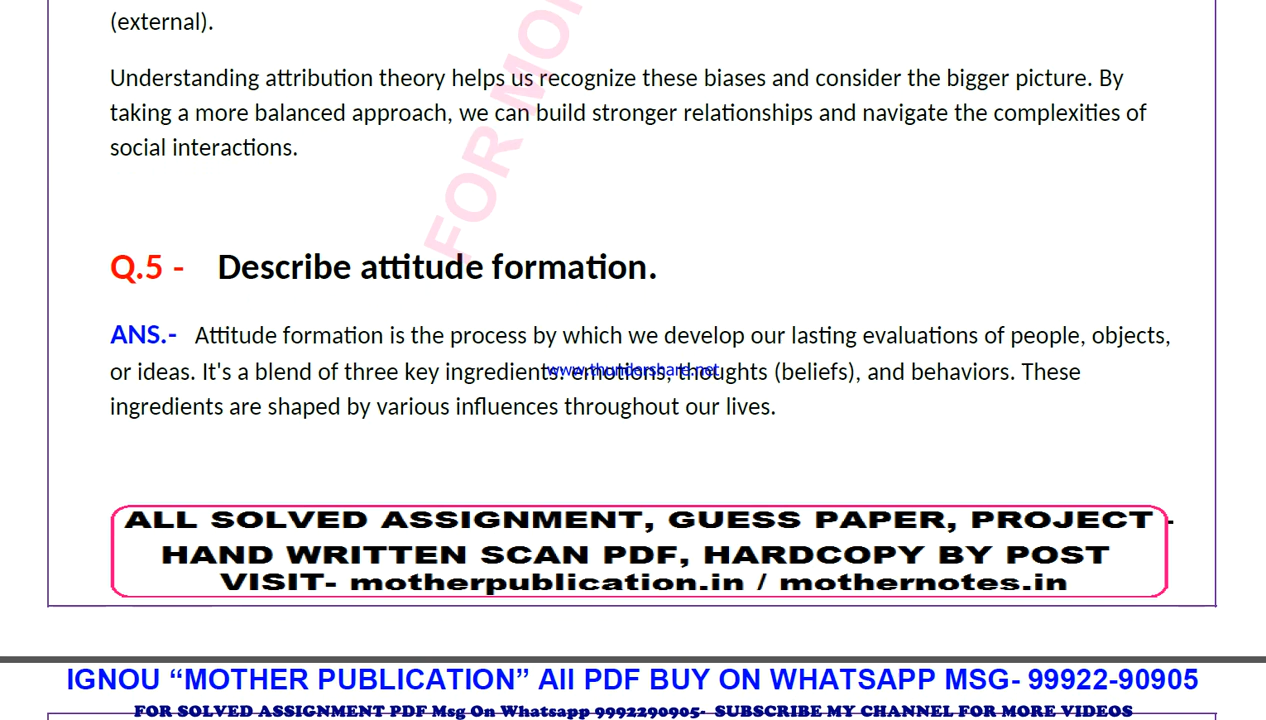 (external).
Understanding attribution theory helps us recognize these biases and consider the bigger picture. By
taking a more balanced approach, we can build stronger relationships and navigate the complexities of
social interactions.
FOR MOR
Q.5 - Describe attitude formation.
ANS.- Attitude formation is the process by which we develop our lasting evaluations of people, objects,
or ideas. It's a blend of three key ingredients: emotions, thoughts (beliefs), and behaviors. These
www.thundershare.net
ingredients are shaped by various influences throughout our lives.
ALL SOLVED ASSIGNMENT, GUESS PAPER, PROJECT -
HAND WRITTEN SCAN PDF, HARDCOPY BY POST
VISIT- motherpublication.in / mothernotes.in
IGNOU “MOTHER PUBLICATION” All PDF BUY ON WHATSAPP MSG- 99922-90905
FOR SOLVED ASSIGNMENT PDF Msg On Whatsapp 9992290905- SUBSCRIBE MY CHANNEL FOR MORE VIDEOS